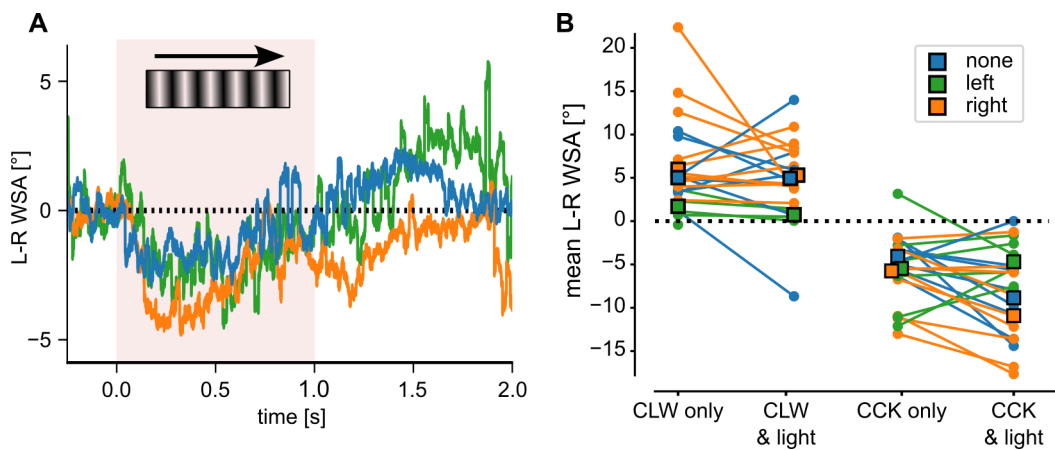 A
L-R WSA [°]
5
0
−5
0.0 0.5 1.0 1.5 2.0
time [s]
B
mean L-R WSA [°]
20
15
10
5
0
−5
−10
−15
none
left
right
CLW only CLW & light CCK only CCK & light